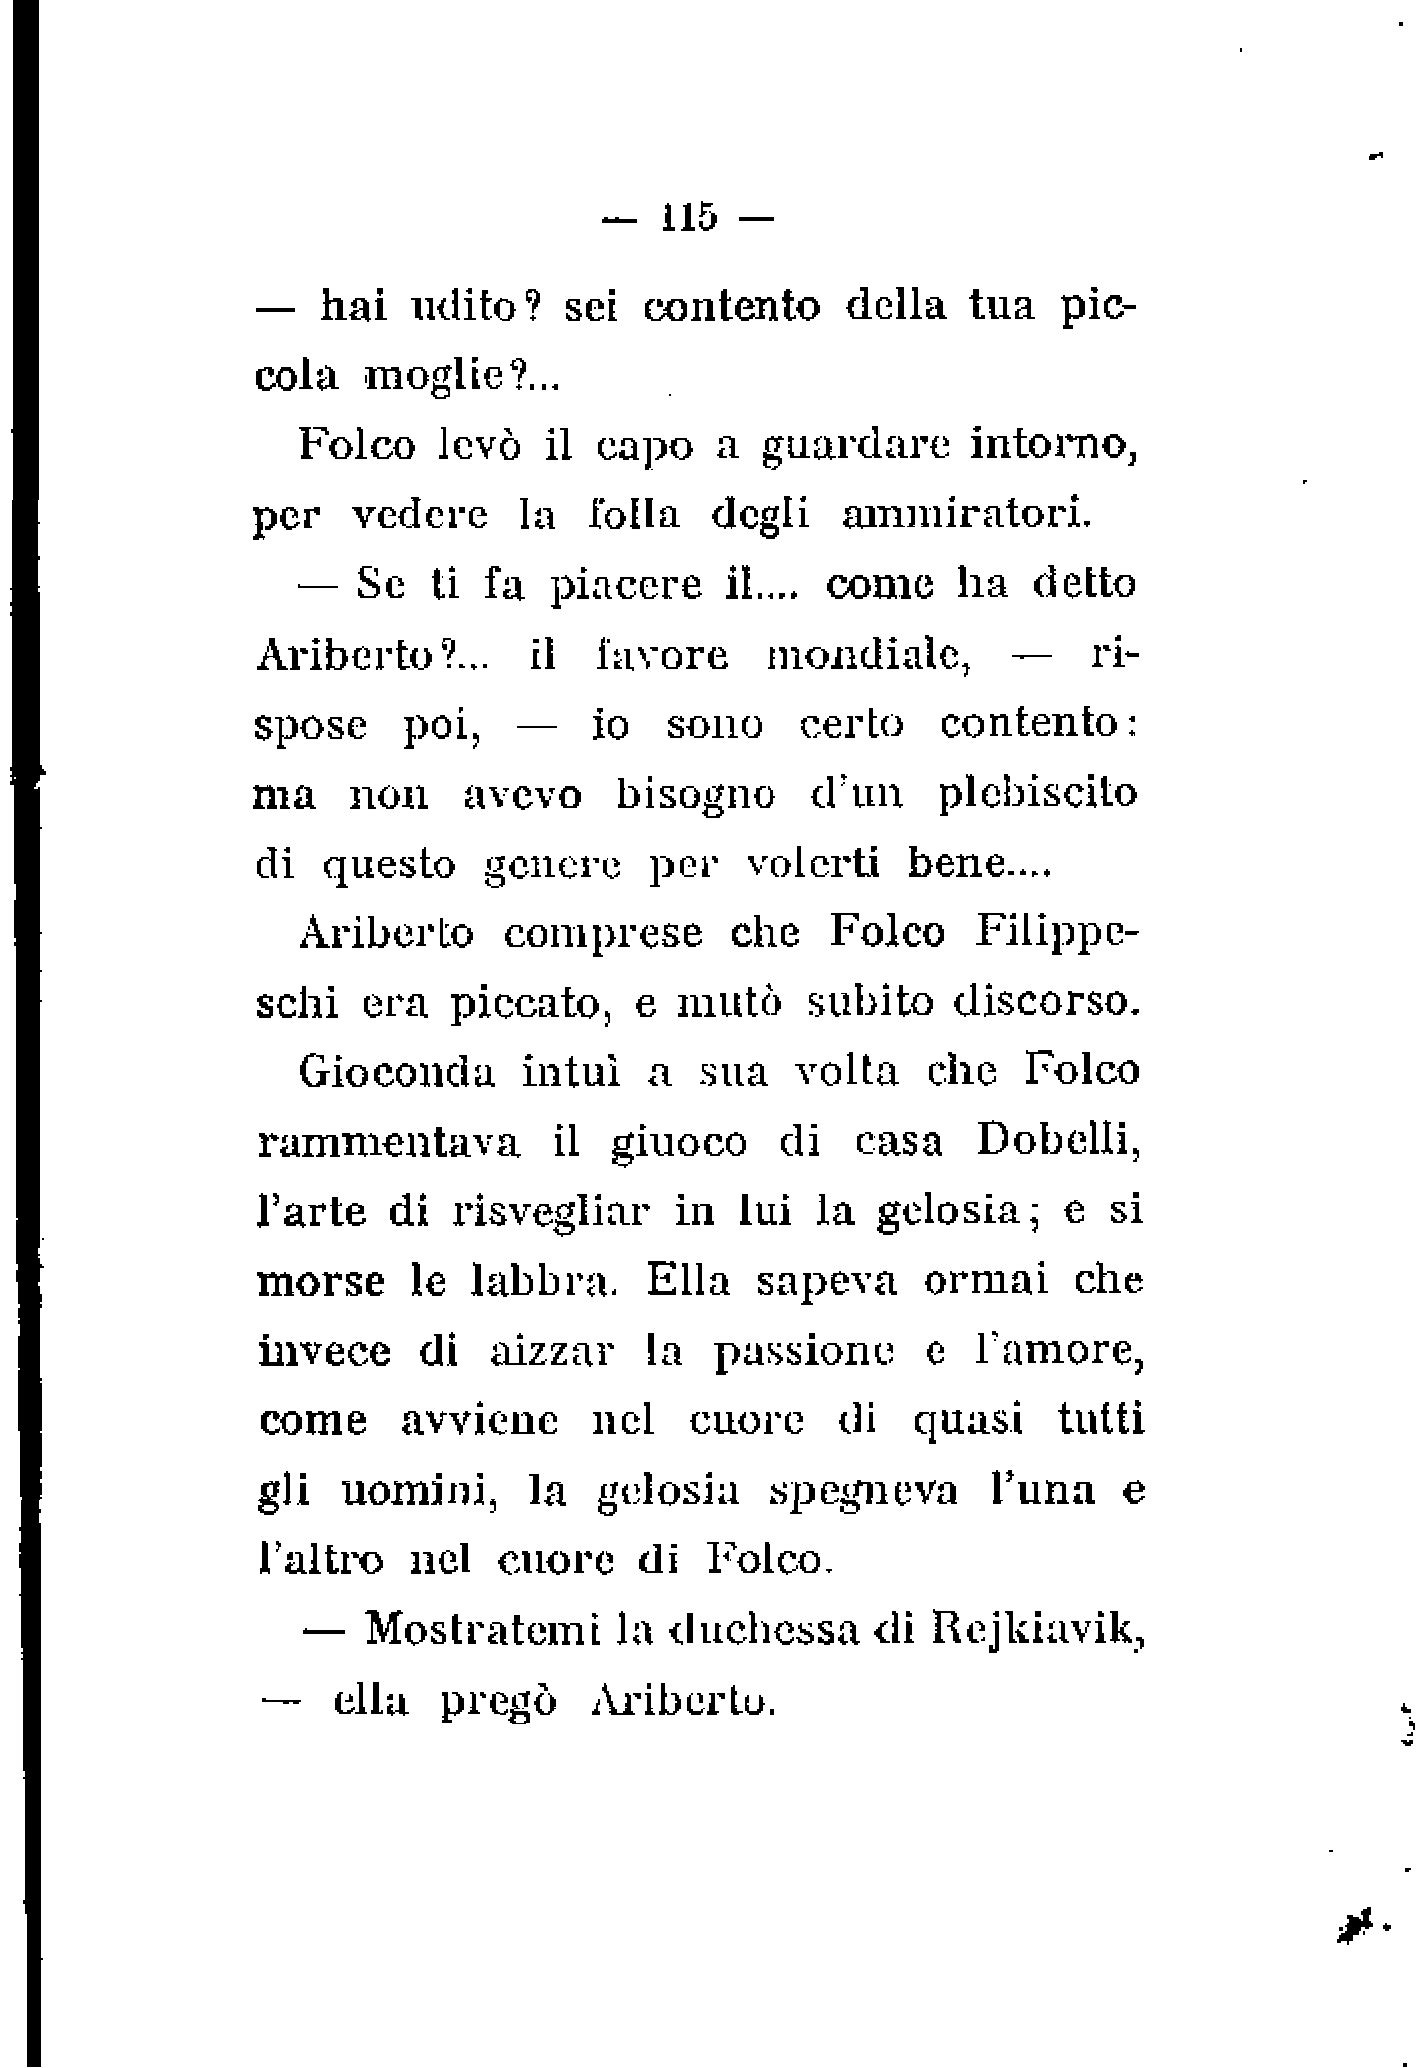 — 115 —
— hai udito? sei contento della tua pic-
cola moglie?...
Folco levò il capo a guardare intorno,
per vedere la folla degli ammiratori.
— Se ti fa piacere il.... come ha detto
Ariberto?... il favore mondiale, — ri-
spose poi, — io sono certo contento:
ma non avevo bisogno d'un plebiscito
di questo genere per volerti bene....
Ariberto comprese che Folco Filippe-
schi era piccato, e mutò subito discorso.
Gioconda intuì a sua volta che Folco
rammentava il giuoco di casa Dobelli,
l'arte di risvegliar in lui la gelosia; e si
morse le labbra. Ella sapeva ormai che
invece di aizzar la passione e l'amore,
come avviene nel cuore di quasi tutti
gli uomini, la gelosia spegneva l'una e
l'altro nel cuore di Folco.
— Mostratemi la duchessa di Rejkiavik,
— ella pregò Ariberto.